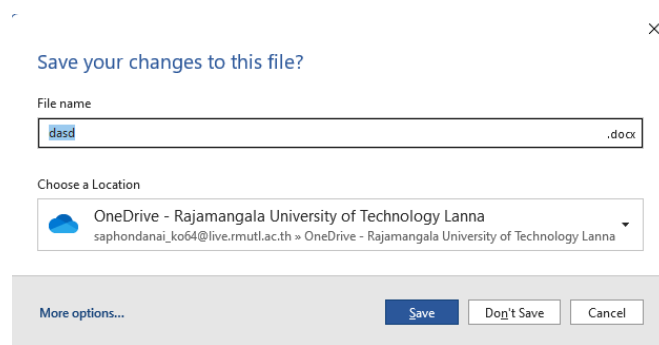 Save your changes to this file?
File name
dasd .docx
Choose a Location
OneDrive - Rajamangala University of Technology Lanna
saphondanai_ko64@live.rmutl.ac.th » OneDrive - Rajamangala University of Technology Lanna
More options... Save Don't Save Cancel